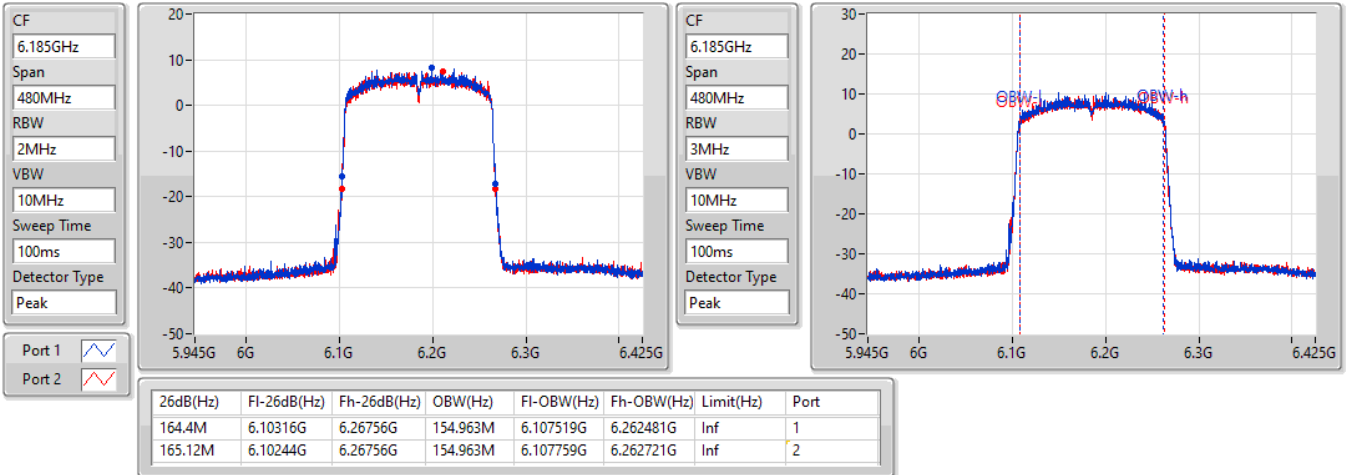 CF
6.185GHz
Span
480MHz
RBW
2MHz
VBW
10MHz
Sweep Time
100ms
Detector Type
Peak
Port 1
Port 2
20
10
0
-10
-20
-30
-40
-50
5.945G 6G 6.1G 6.2G 6.3G 6.425G
CF
6.185GHz
Span
480MHz
RBW
3MHz
VBW
10MHz
Sweep Time
100ms
Detector Type
Peak
30
20
10
0
-10
-20
-30
-40
-50
OBW-l OBW-h
5.945G 6G 6.1G 6.2G 6.3G 6.425G
26dB(Hz) Fl-26dB(Hz) Fh-26dB(Hz) OBW(Hz) Fl-OBW(Hz) Fh-OBW(Hz) Limit(Hz) Port
164.4M 6.10316G 6.26756G 154.963M 6.107519G 6.262481G Inf 1
165.12M 6.10244G 6.26756G 154.963M 6.107759G 6.262721G Inf 2